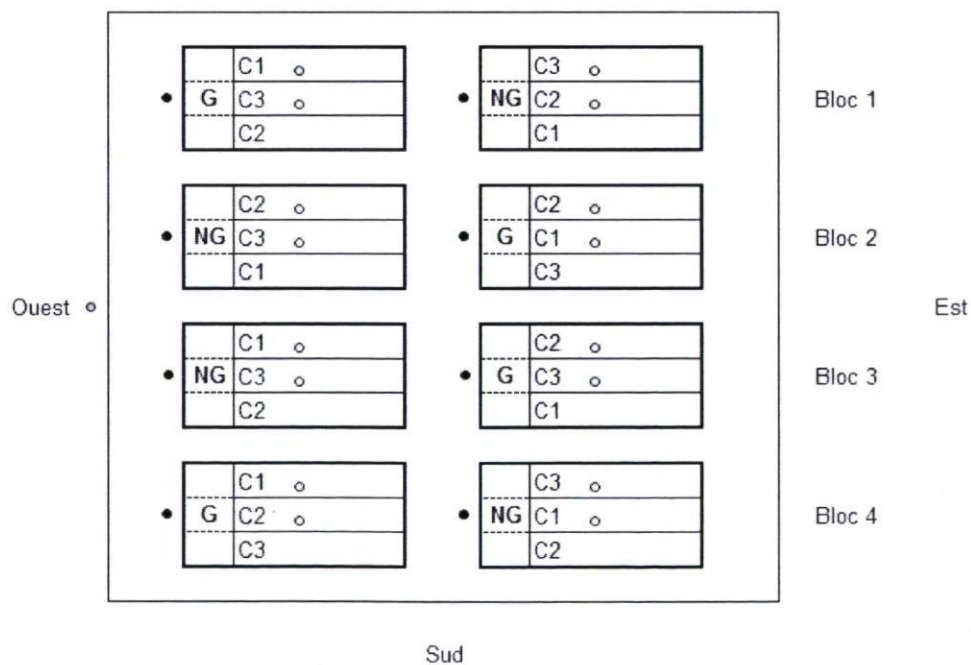 C1 C3
G C3 NG C2 Bloc 1
C2 C1
C2 C2
NG C3 G C1 Bloc 2
C1 C3
Ouest Est
C1 C2
NG C3 G C3 Bloc 3
C2 C1
C1 C3
G C2 NG C1 Bloc 4
C3 C2
Sud